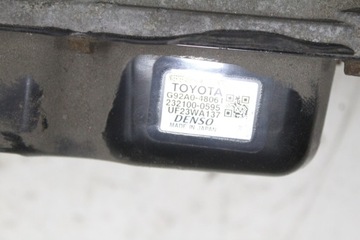 TOYOTA
G92A0-48061
232100-0595
UF23WA137
DENSO
MADE IN JAPAN